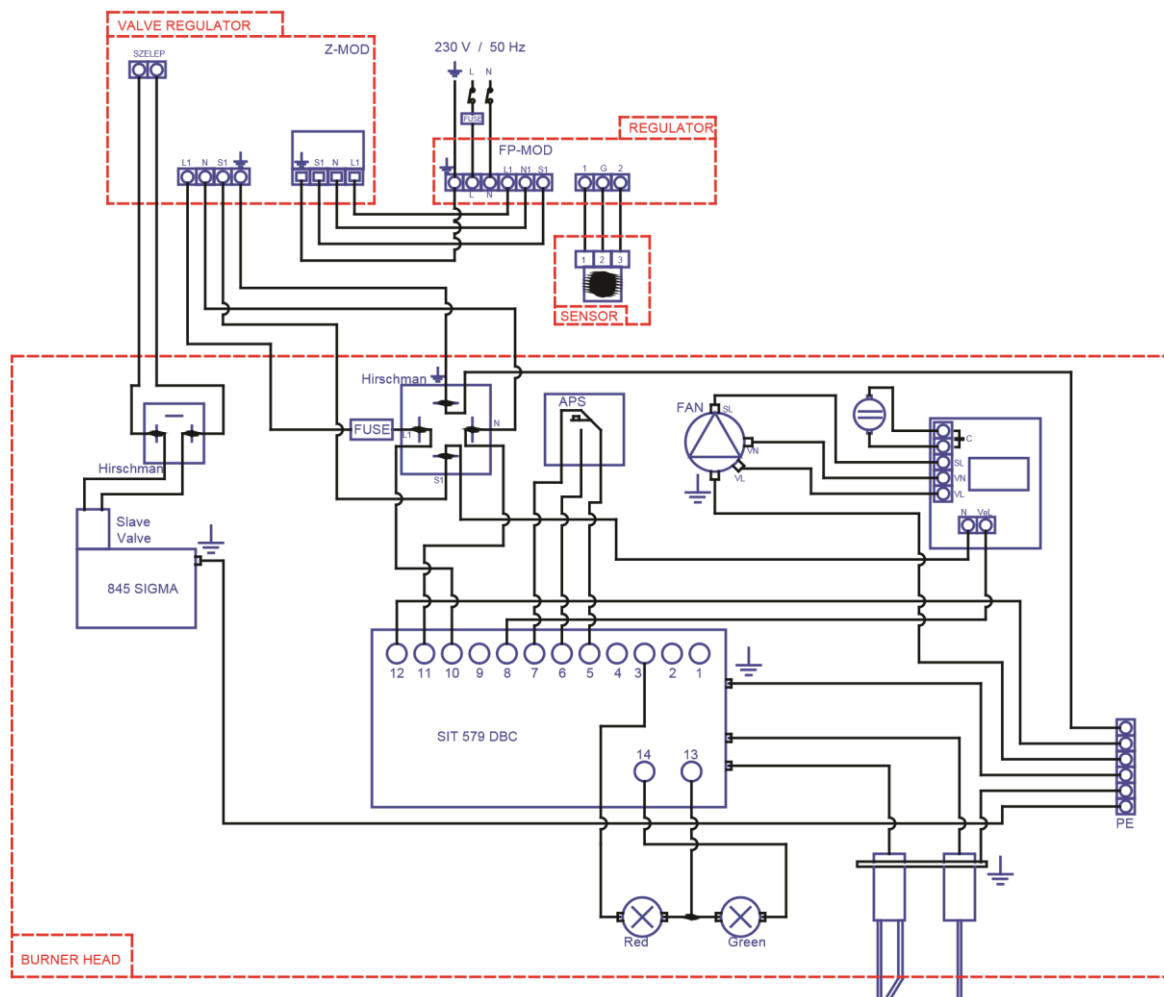 VALVE REGULATOR
Z-MOD
SZELEP
230 V / 50 Hz
L N
FUSE
REGULATOR
FP-MOD
L1 N S1
S1 N L1
L N L1 N1 S1
1 G 2
1 2 3
SENSOR
Hirschman
APS
FAN
SL
VN
VL
C
SL
VN
VL
N VeL
FUSE
L1
N
S1
Hirschman
Slave
Valve
845 SIGMA
12 11 10 9 8 7 6 5 4 3 2 1
SIT 579 DBC
14 13
PE
Red
Green
BURNER HEAD